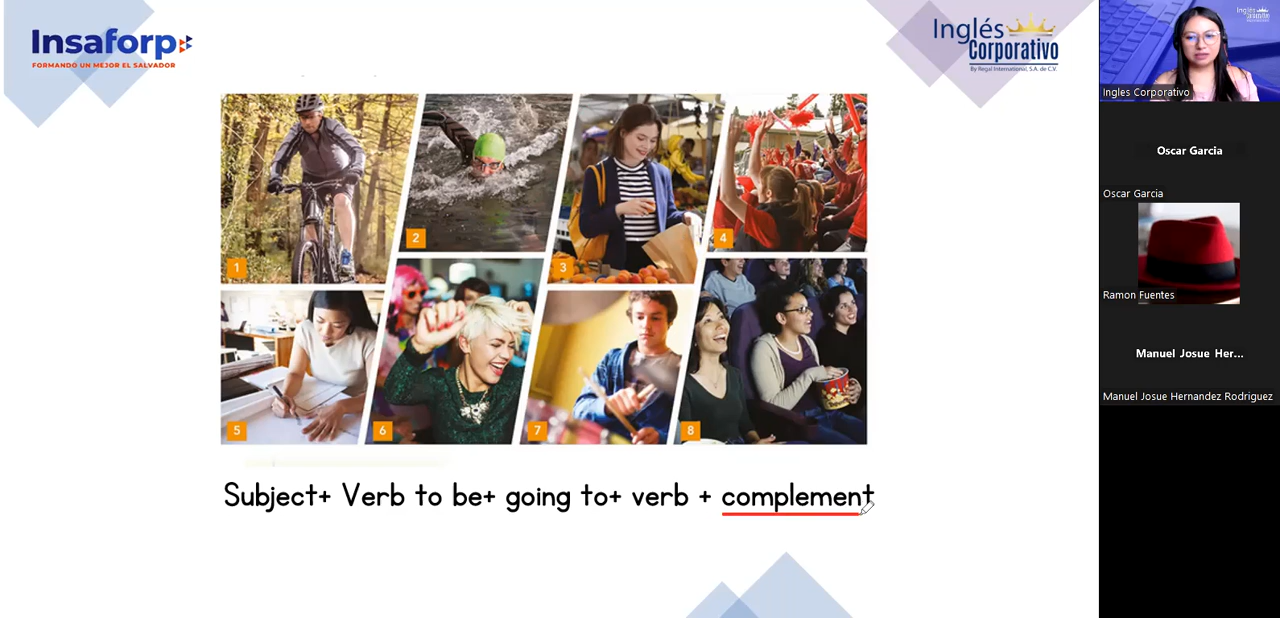 Insaforp
FORMANDO UN MEJOR EL SALVADOR
Inglés
Corporativo
By Regal International, S.A. de C.V.
1
2
3
4
5
6
7
8
Subject+ Verb to be+ going to+ verb + complement
Ingles Corporativo
Oscar Garcia
Oscar Garcia
Ramon Fuentes
Manuel Josue Her...
Manuel Josue Hernandez Rodriguez